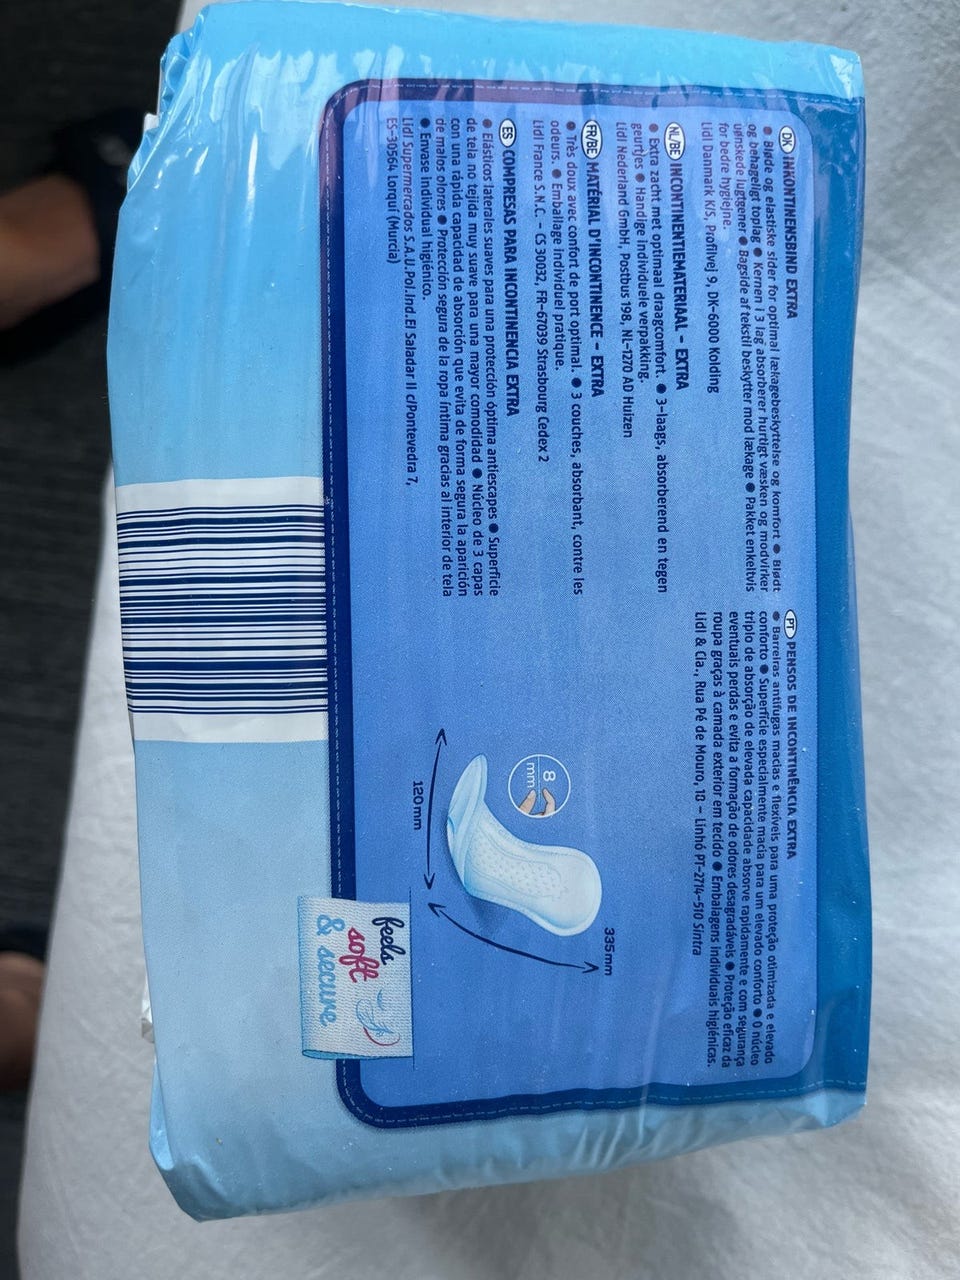 DK INKONTINENSBIND EXTRA
● Bløde og elastiske sider for optimal lækagebeskyttelse og komfort ● Blødt
og behageligt toplag ● Kernen i 3 lag absorberer hurtigt væsken og modvirker
uønskede lugtgener ● Bagside af tekstil beskytter mod lækage ● Pakket enkeltvis
for bedre hygiejne.
Lidl Danmark K/S, Profilvej 9, DK-6000 Kolding
NL/BE INCONTINENTIEMATERIAAL – EXTRA
● Extra zacht met optimaal draagcomfort. ● 3-laags, absorberend en tegen
geurtjes ● Handige individuele verpakking.
Lidl Nederland GmbH, Postbus 198, NL-1270 AD Huizen
FR/BE MATÉRIAL D'INCONTINENCE – EXTRA
● Très doux avec confort de port optimal. ● 3 couches, absorbant, contre les
odeurs. ● Emballage individuel pratique.
Lidl France S.N.C. – CS 30032, FR-67039 Strasbourg Cedex 2
ES COMPRESAS PARA INCONTINENCIA EXTRA
● Elásticos laterales suaves para una protección óptima antiescapes ● Superficie
de tela no tejida muy suave para una mayor comodidad ● Núcleo de 3 capas
con una rápida capacidad de absorción que evita de forma segura la aparición
de malos olores ● Protección segura de la ropa íntima gracias al interior de tela
● Envase individual higiénico.
Lidl Supermercados S.A.U.Pol.Ind.El Saladar II c/Pontevedra 7,
ES-30564 Lorquí (Murcia)
PT PENSOS DE INCONTINÊNCIA EXTRA
● Barreiras antifugas macias e flexíveis para uma proteção otimizada e elevado
conforto ● Superfície especialmente macia para um elevado conforto ● O núcleo
triplo de absorção de elevada capacidade absorve rapidamente e com segurança
eventuais perdas e evita a formação de odores desagradáveis ● Proteção eficaz da
roupa graças à camada exterior em tecido ● Embalagens individuais higiénicas.
Lidl & Cia., Rua Pé de Mouro, 18 – Linhó PT-2714-510 Sintra
8
mm
335 mm
120 mm
feels
soft
& secure